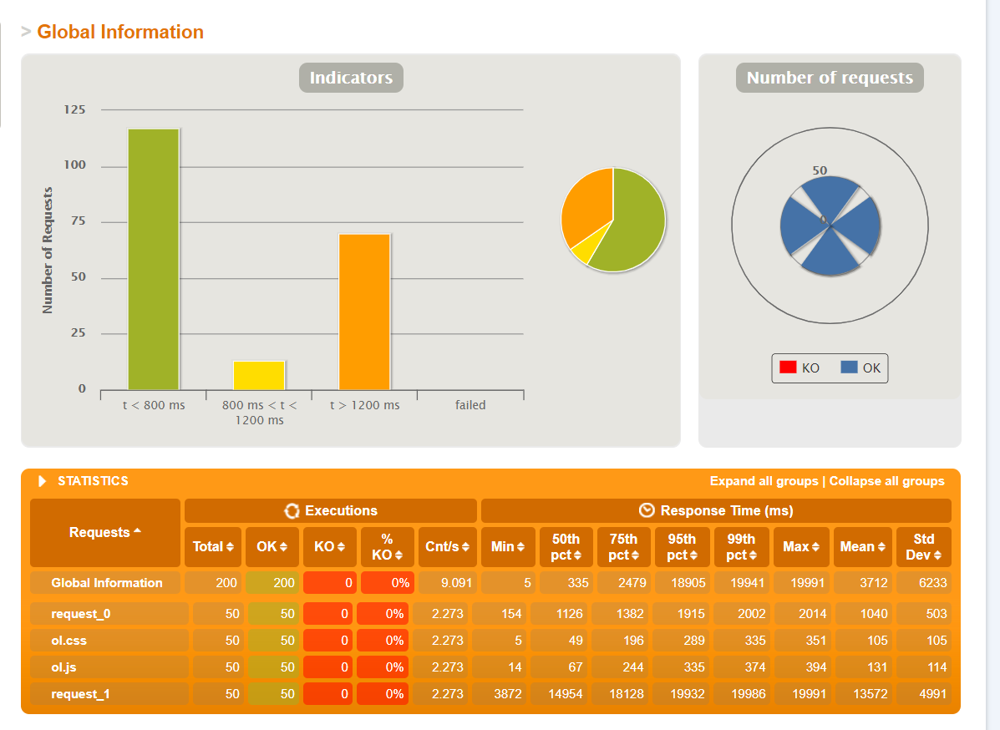 > Global Information
Indicators
Number of Requests
125
100
75
50
25
0
t < 800 ms
800 ms < t <
1200 ms
t > 1200 ms
failed
Number of requests
50
0
KO OK
STATISTICS
Expand all groups | Collapse all groups
Requests Executions Response Time (ms)
Total OK KO % KO Cnt/s Min 50th pct 75th pct 95th pct 99th pct Max Mean Std Dev
Global Information 200 200 0 0% 9.091 5 335 2479 18905 19941 19991 3712 6233
request_0 50 50 0 0% 2.273 154 1126 1382 1915 2002 2014 1040 503
ol.css 50 50 0 0% 2.273 5 49 196 289 335 351 105 105
ol.js 50 50 0 0% 2.273 14 67 244 335 374 394 131 114
request_1 50 50 0 0% 2.273 3872 14954 18128 19932 19986 19991 13572 4991